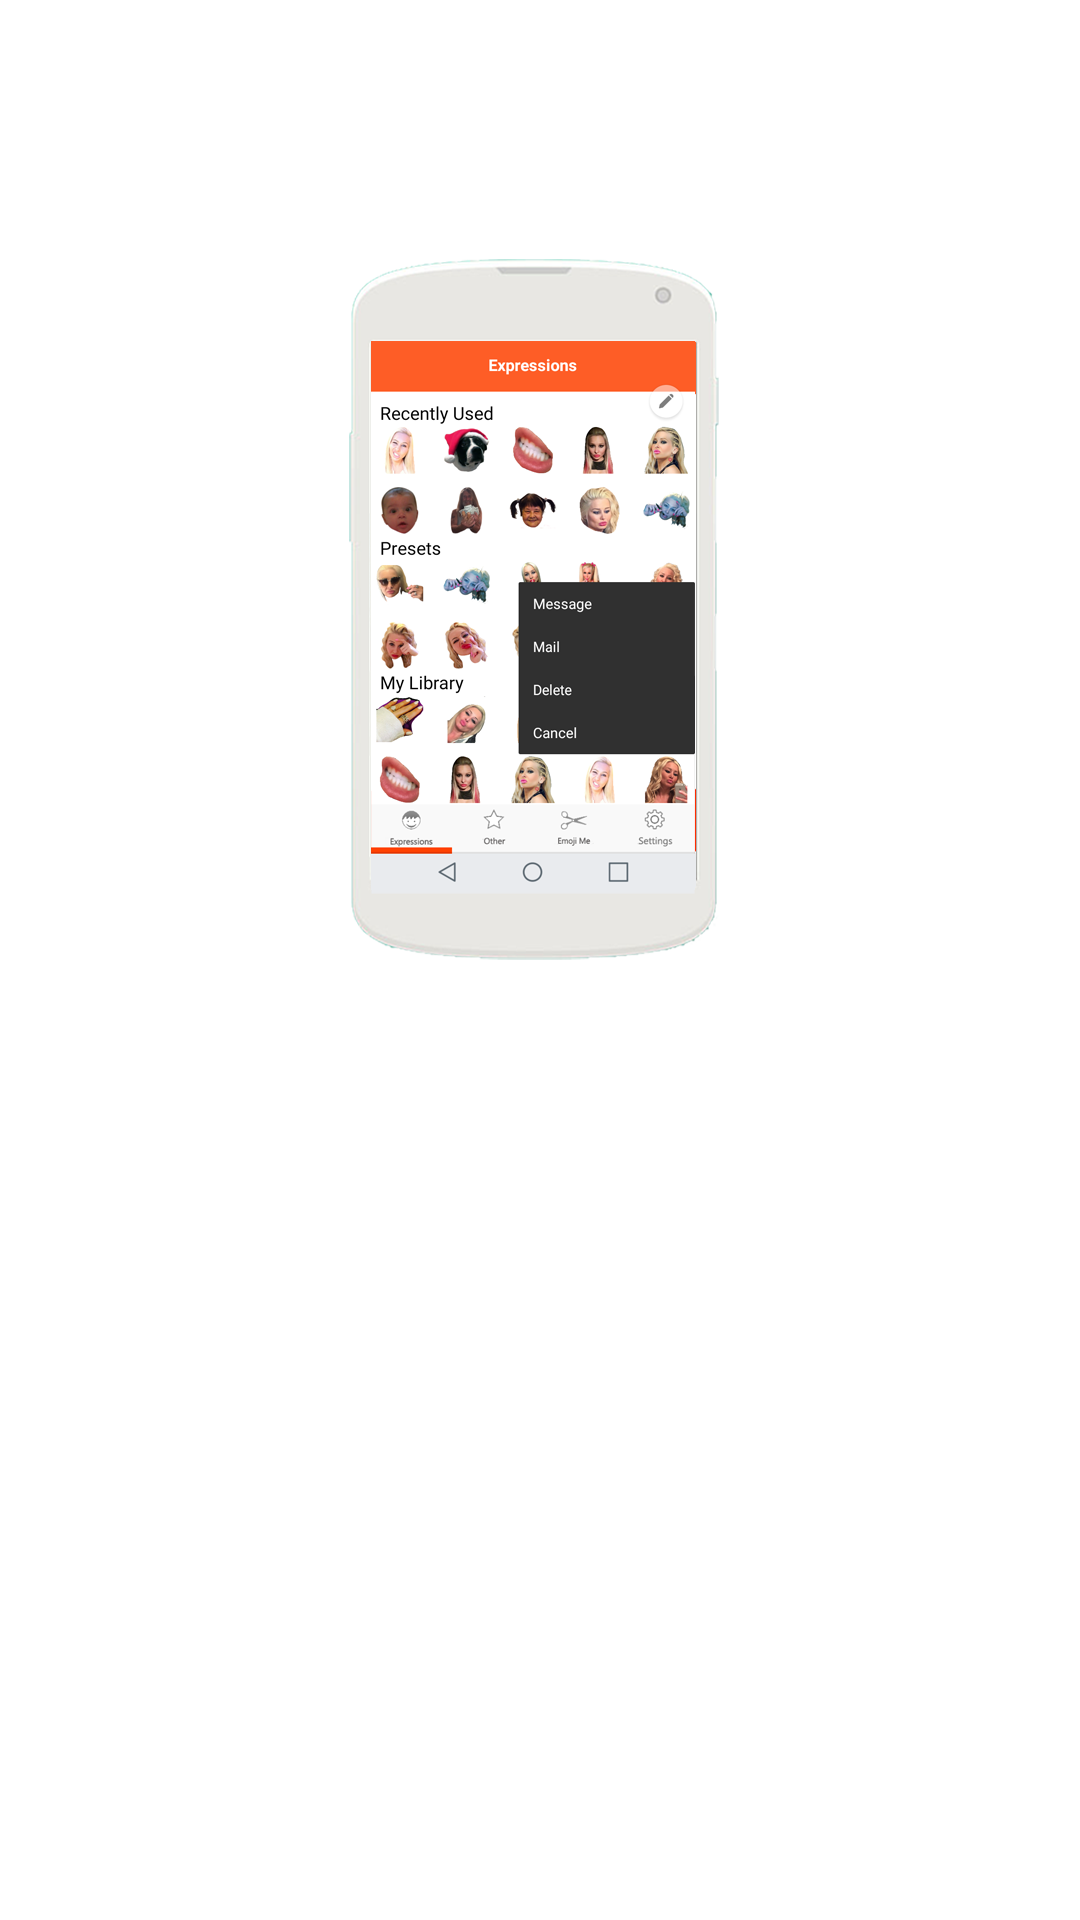 Expressions
Recently Used
Presets
Message
Mail
My Library
Delete
Cancel
Expressions
Other
Emoji Me
Settings